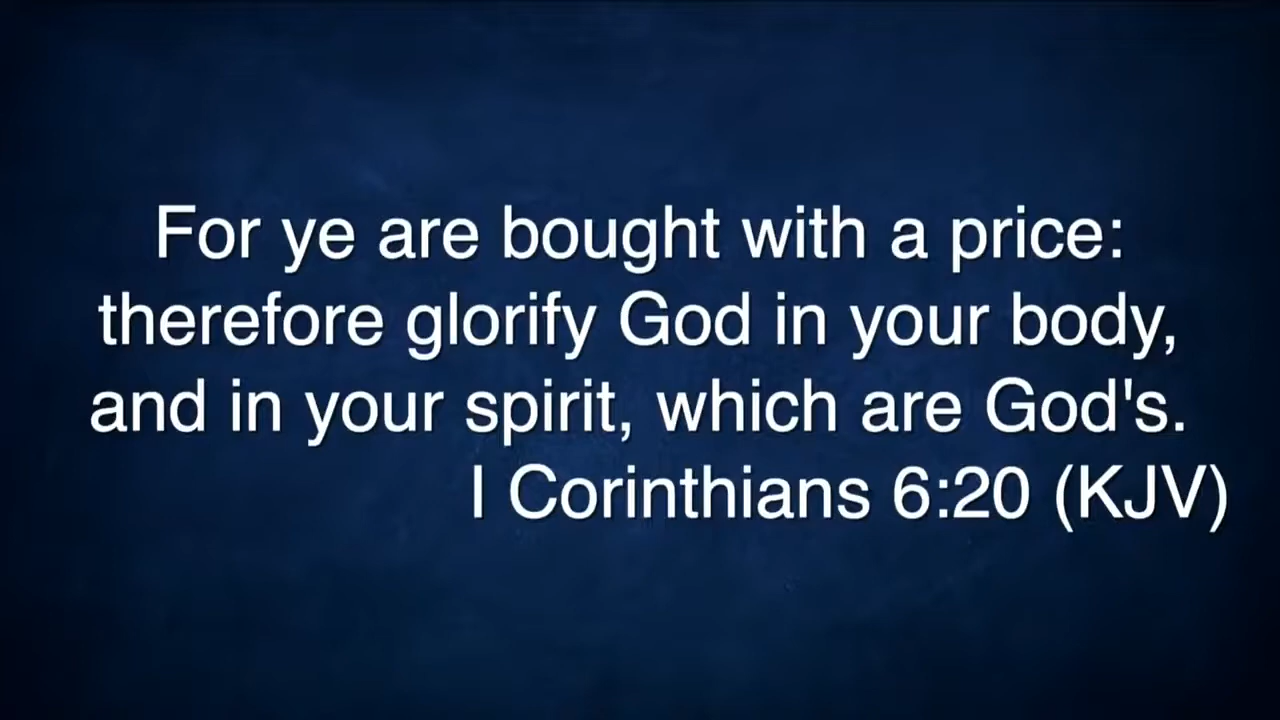 For ye are bought with a price:
therefore glorify God in your body,
and in your spirit, which are God's.
I Corinthians 6:20 (KJV)